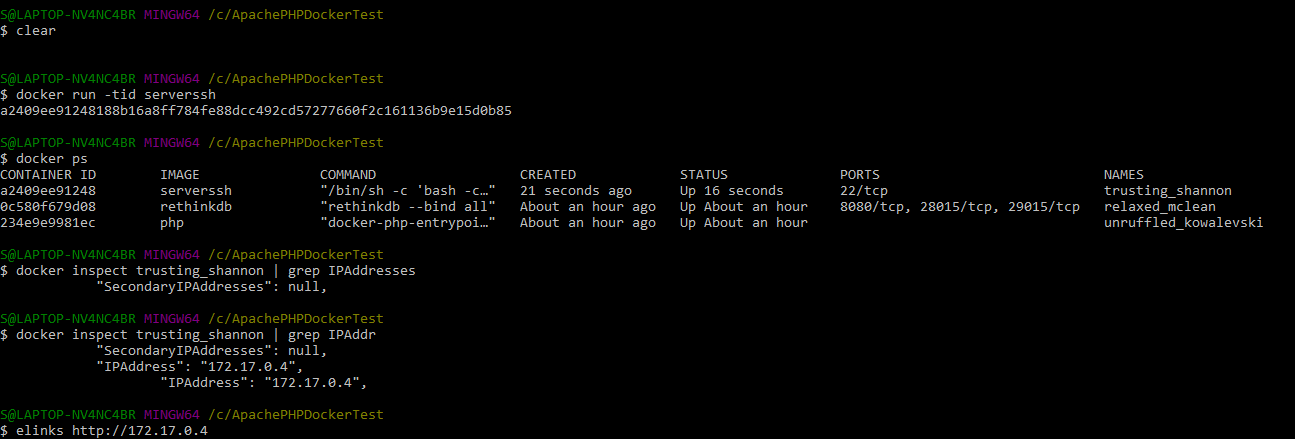 S@LAPTOP-NV4NC4BR MINGW64 /c/ApachePHPDockerTest
$ clear
S@LAPTOP-NV4NC4BR MINGW64 /c/ApachePHPDockerTest
$ docker run -tid serverssh
a2409ee91248188b16a8ff784fe88dcc492cd57277660f2c161136b9e15d0b85
S@LAPTOP-NV4NC4BR MINGW64 /c/ApachePHPDockerTest
$ docker ps
CONTAINER ID        IMAGE               COMMAND                  CREATED             STATUS              PORTS                            NAMES
a2409ee91248        serverssh           "/bin/sh -c 'bash -c…"   21 seconds ago      Up 16 seconds       22/tcp                           trusting_shannon
0c580f679d08        rethinkdb           "rethinkdb --bind all"   About an hour ago   Up About an hour    8080/tcp, 28015/tcp, 29015/tcp   relaxed_mclean
234e9e9981ec        php                 "docker-php-entrypoi…"   About an hour ago   Up About an hour                                     unruffled_kowalevski
S@LAPTOP-NV4NC4BR MINGW64 /c/ApachePHPDockerTest
$ docker inspect trusting_shannon | grep IPAddresses
            "SecondaryIPAddresses": null,
S@LAPTOP-NV4NC4BR MINGW64 /c/ApachePHPDockerTest
$ docker inspect trusting_shannon | grep IPAddr
            "SecondaryIPAddresses": null,
            "IPAddress": "172.17.0.4",
                    "IPAddress": "172.17.0.4",
S@LAPTOP-NV4NC4BR MINGW64 /c/ApachePHPDockerTest
$ elinks http://172.17.0.4